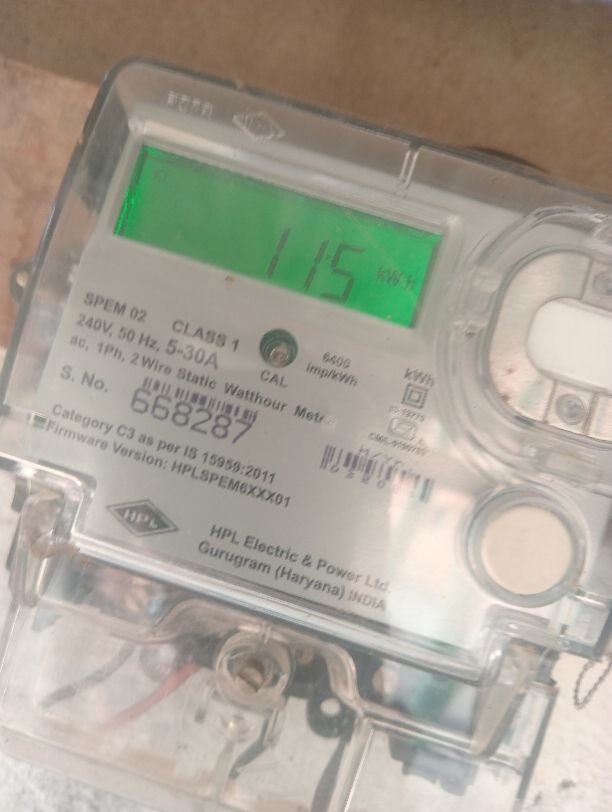 115 kWh
SPEM 02 CLASS 1
240V, 50 Hz, 5-30A
ac, 1Ph, 2 Wire Static Watthour Meter
CAL
6400
imp/kWh
kWh
S. No.
668287
Category C3 as per IS 15959:2011
Firmware Version: HPLSPEM6XXX01
HPL
HPL Electric & Power Ltd.
Gurugram (Haryana) INDIA